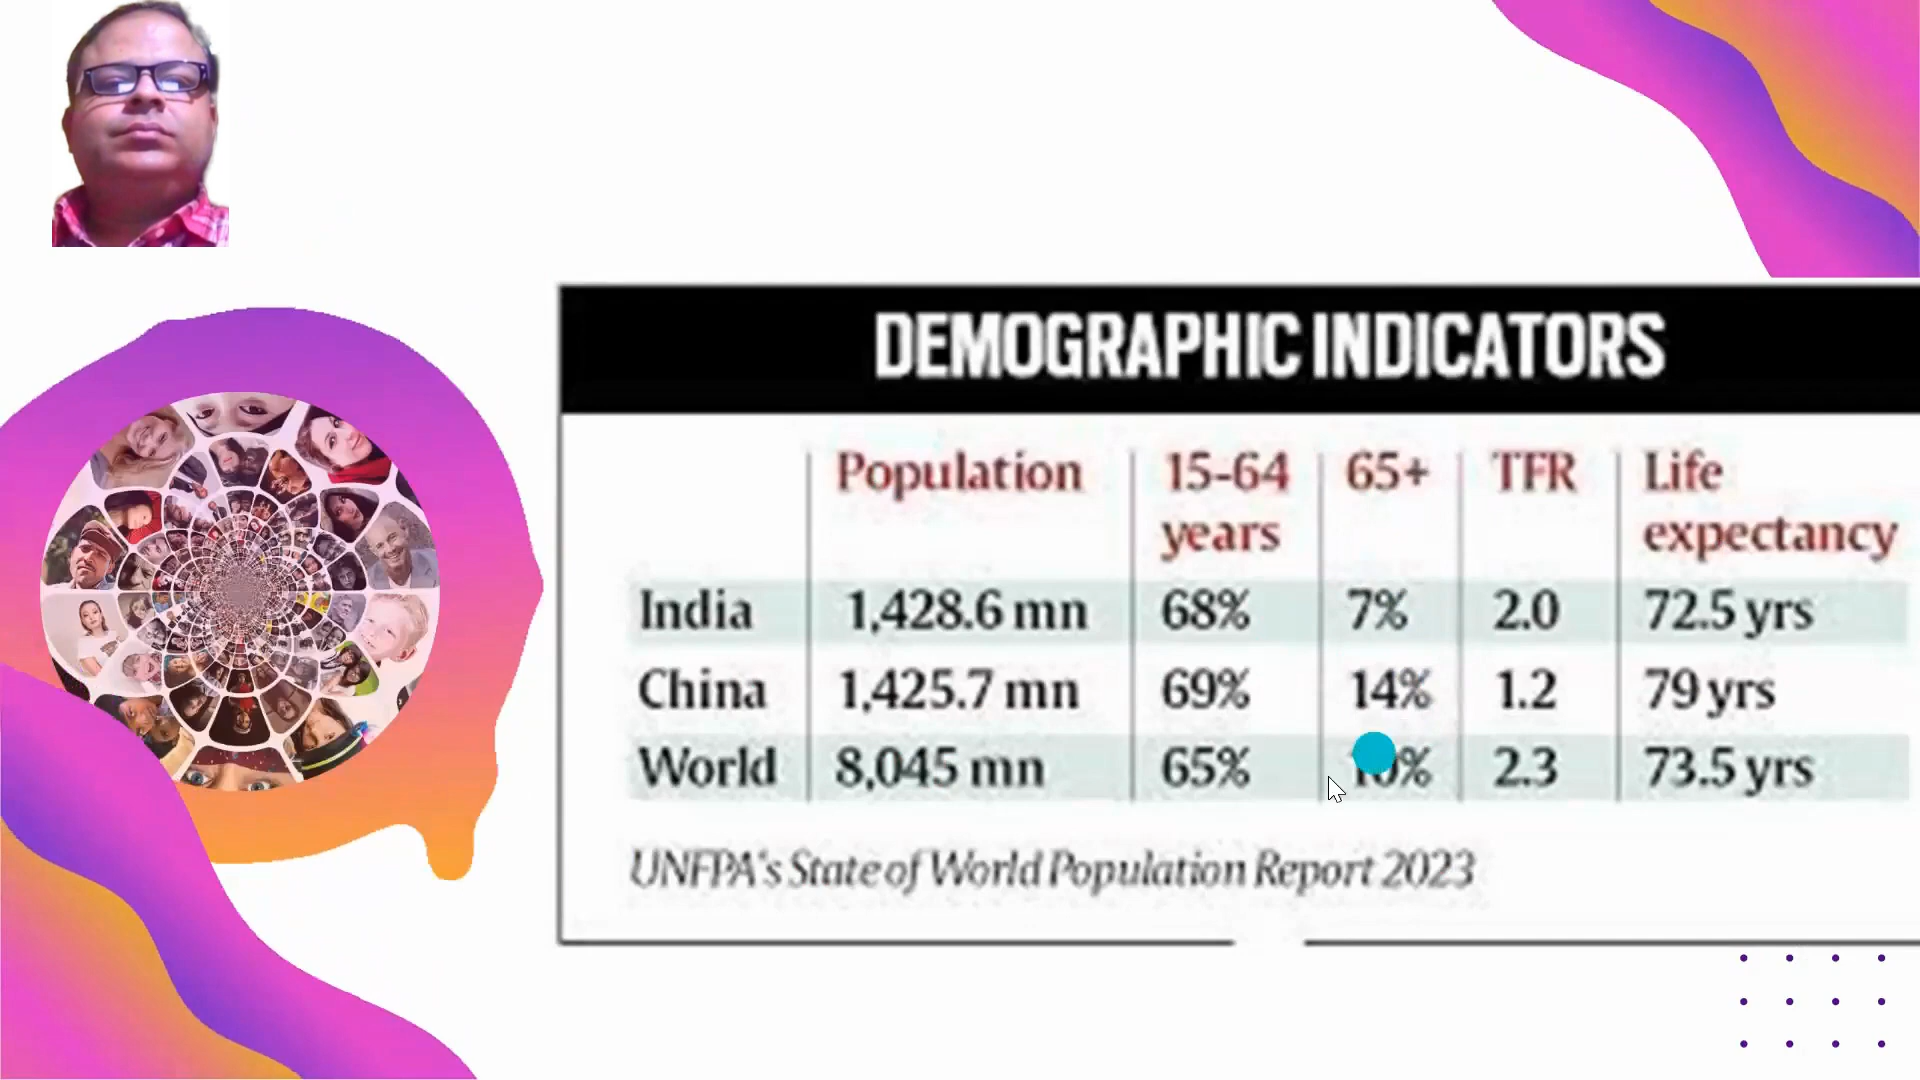 DEMOGRAPHIC INDICATORS
Population 15-64 years 65+ TFR Life expectancy
India 1,428.6 mn 68% 7% 2.0 72.5 yrs
China 1,425.7 mn 69% 14% 1.2 79 yrs
World 8,045 mn 65% 10% 2.3 73.5 yrs
UNFPA's State of World Population Report 2023